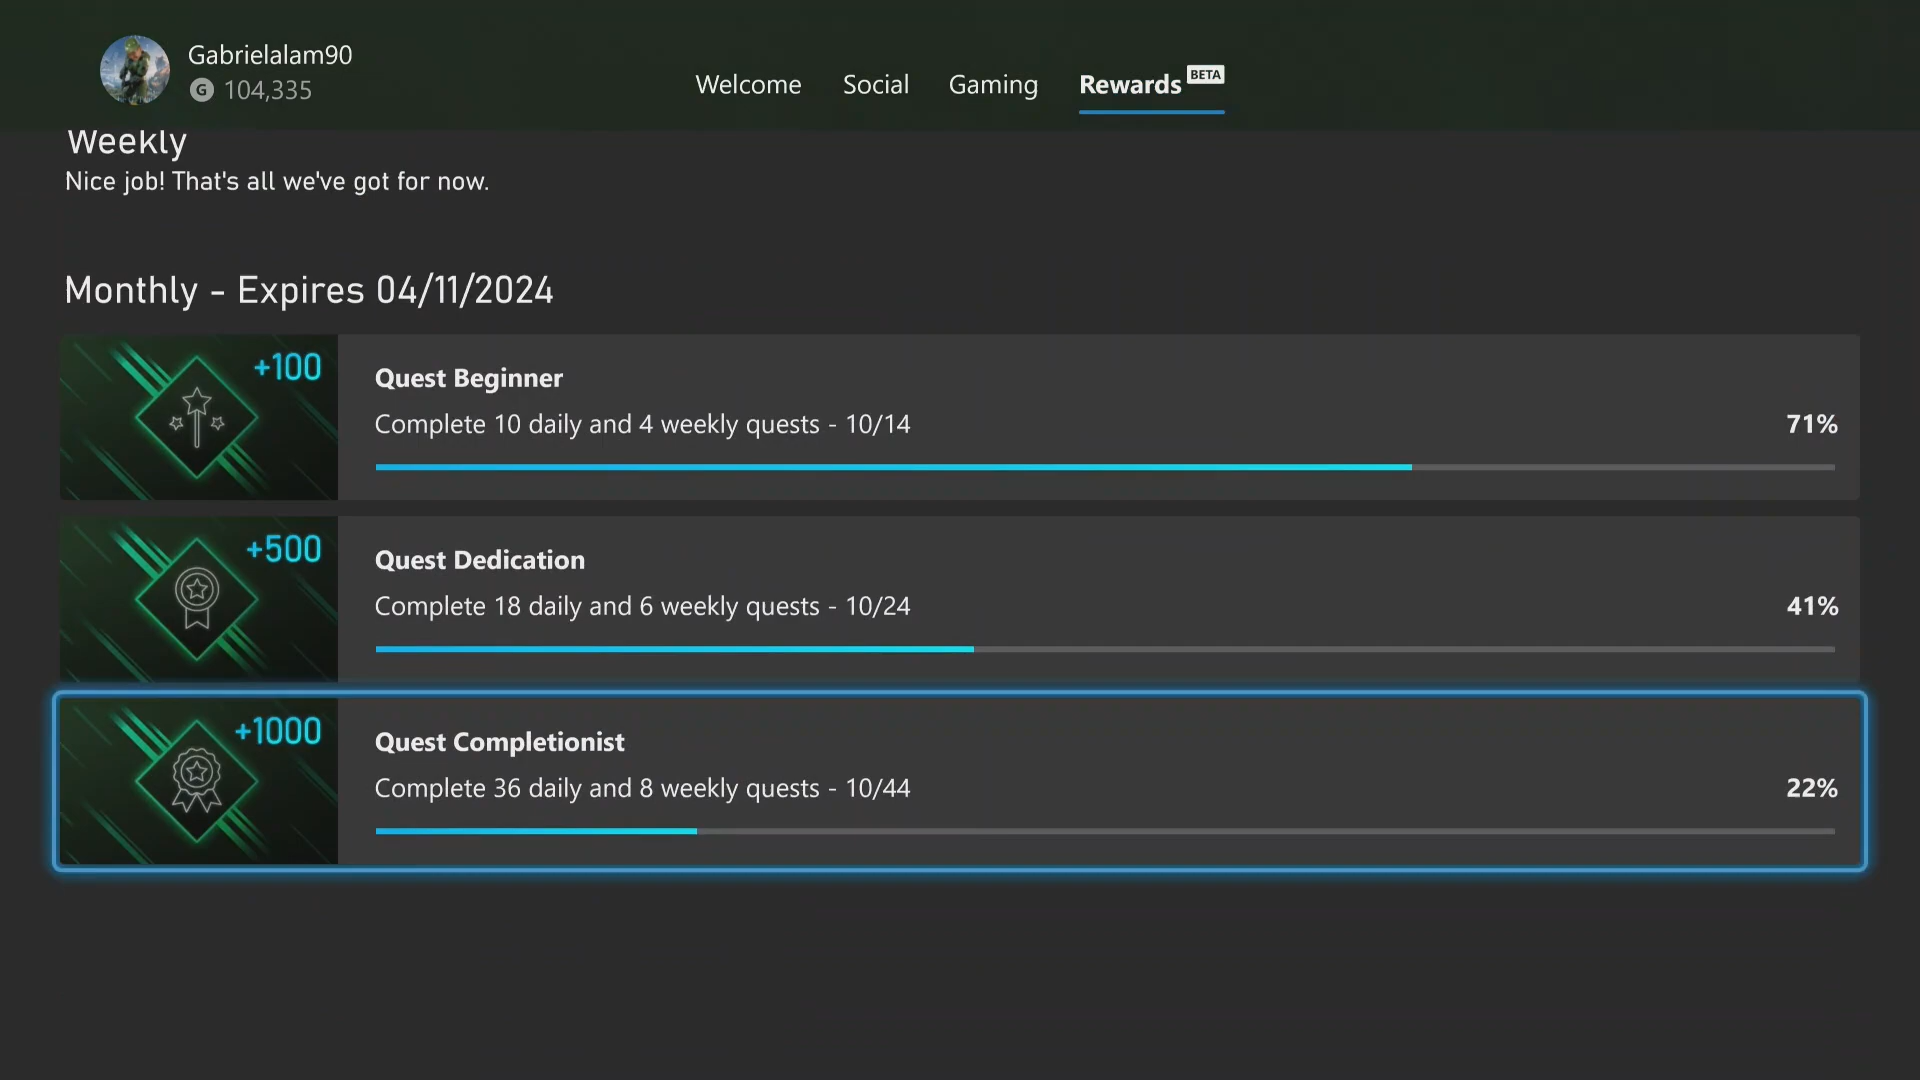 Gabrielalam90
G 104,335
Welcome Social Gaming Rewards BETA
Weekly
Nice job! That's all we've got for now.
Monthly - Expires 04/11/2024
+100
Quest Beginner
Complete 10 daily and 4 weekly quests - 10/14
71%
+500
Quest Dedication
Complete 18 daily and 6 weekly quests - 10/24
41%
+1000
Quest Completionist
Complete 36 daily and 8 weekly quests - 10/44
22%